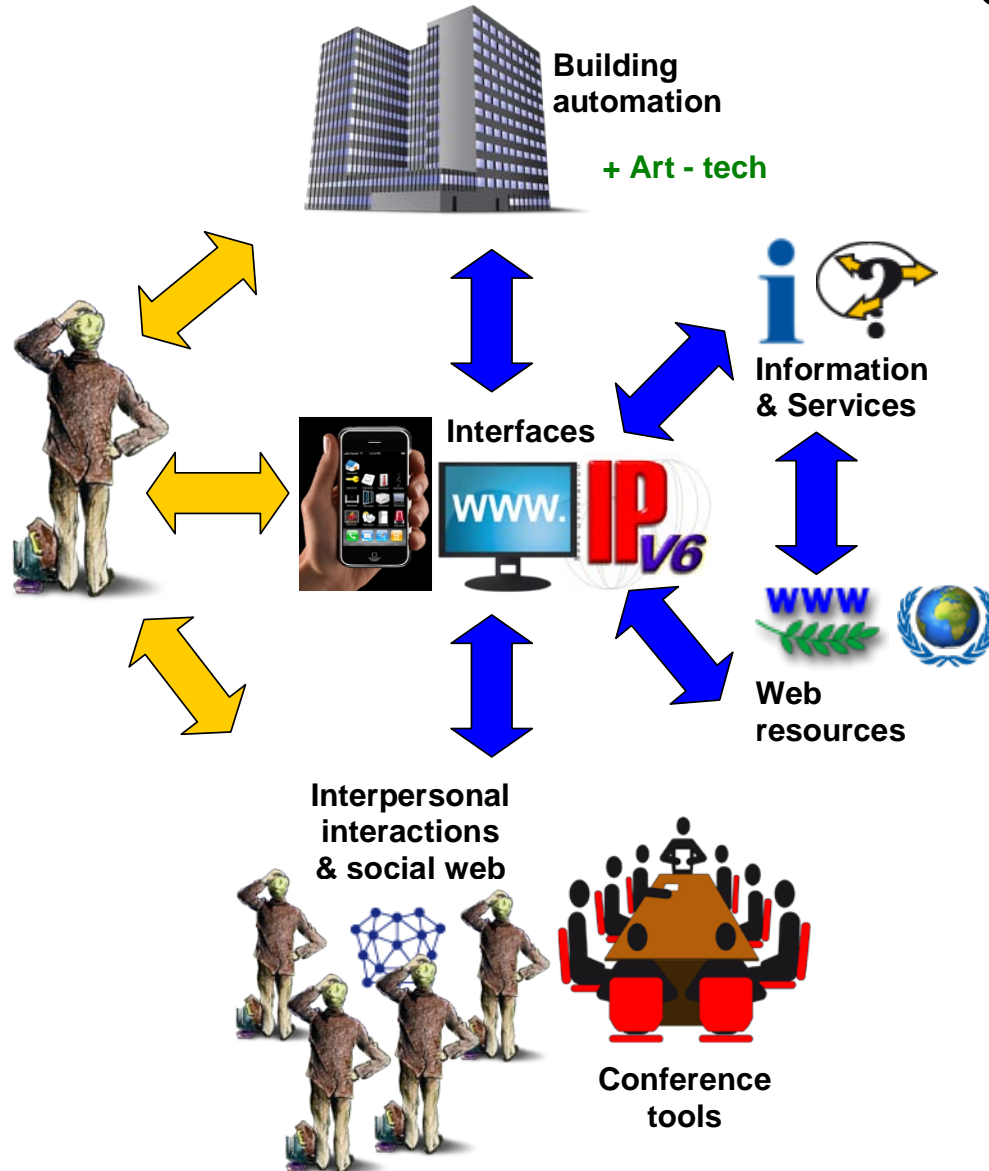 Building
automation
+ Art - tech
i
?
Information
& Services
Interfaces
WWW.
IP
V6
WWW
Web
resources
Interpersonal
interactions
& social web
Conference
tools